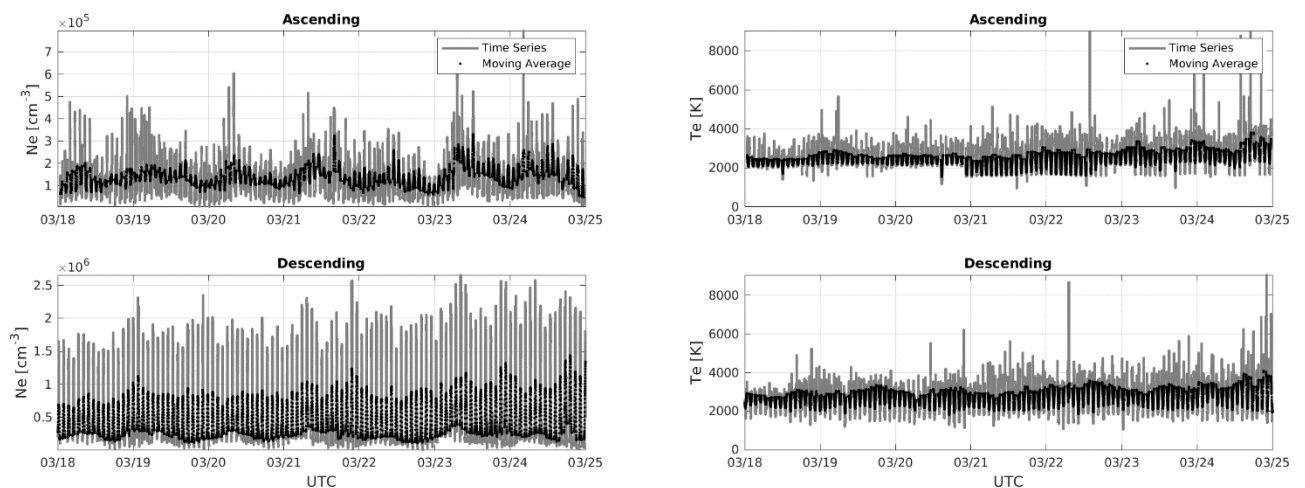 Ascending
×10⁵
Time Series
Moving Average
Ne [cm⁻³]
7
6
5
4
3
2
1
03/18 03/19 03/20 03/21 03/22 03/23 03/24 03/25
Ascending
Time Series
Moving Average
Te [K]
8000
6000
4000
2000
0
03/18 03/19 03/20 03/21 03/22 03/23 03/24 03/25
Descending
×10⁶
Ne [cm⁻³]
2.5
2
1.5
1
0.5
03/18 03/19 03/20 03/21 03/22 03/23 03/24 03/25
UTC
Descending
Te [K]
8000
6000
4000
2000
0
03/18 03/19 03/20 03/21 03/22 03/23 03/24 03/25
UTC